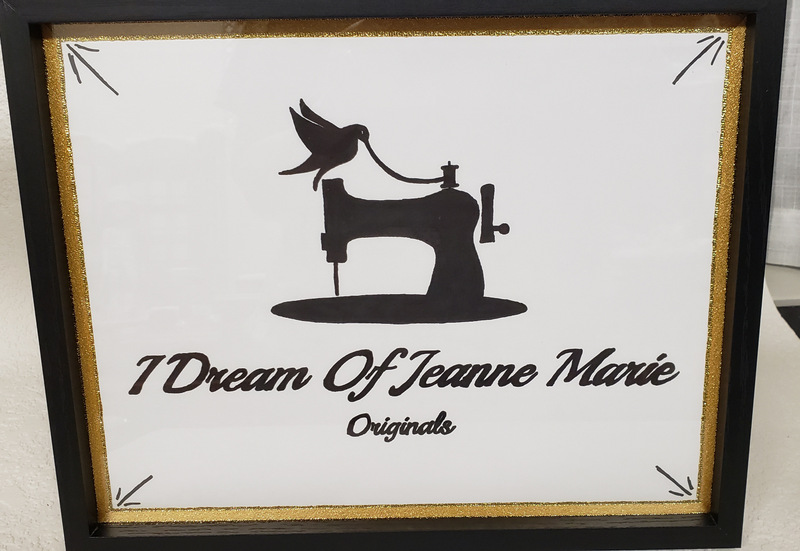 I Dream Of Jeanne Marie
Originals